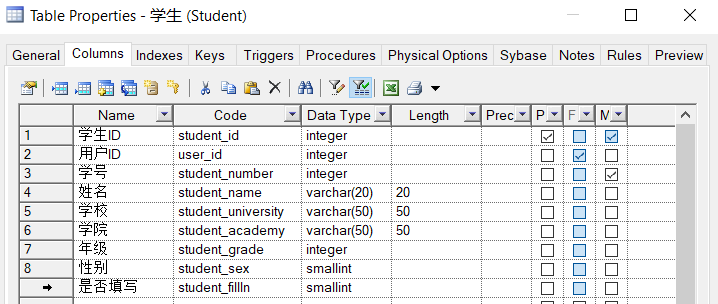 Table Properties - 学生 (Student)
General Columns Indexes Keys Triggers Procedures Physical Options Sybase Notes Rules Preview
Name Code Data Type Length Prec P F M
1 学生ID student_id integer
2 用户ID user_id integer
3 学号 student_number integer
4 姓名 student_name varchar(20) 20
5 学校 student_university varchar(50) 50
6 学院 student_academy varchar(50) 50
7 年级 student_grade integer
8 性别 student_sex smallint
是否填写 student_fillIn smallint